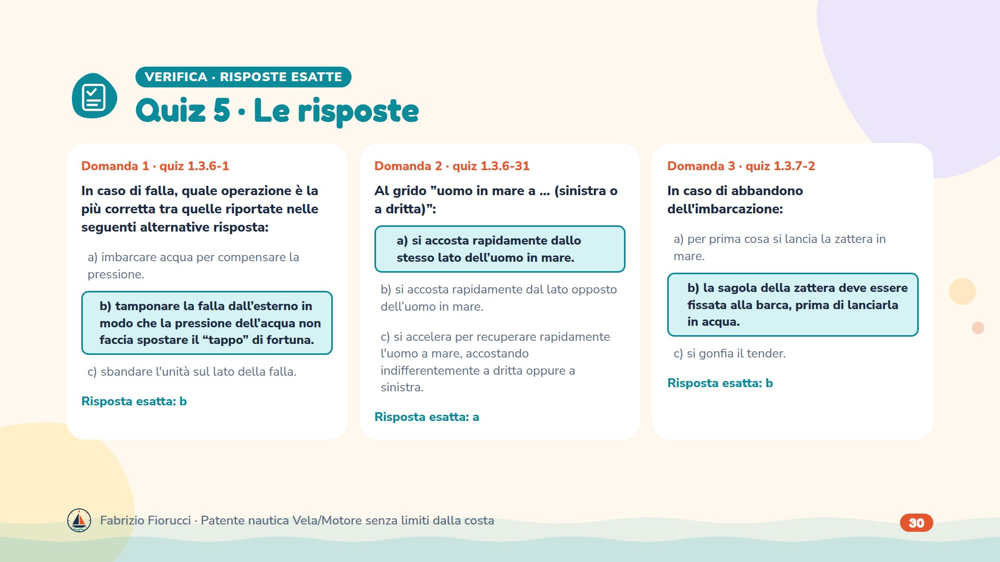 VERIFICA · RISPOSTE ESATTE
Quiz 5 · Le risposte
Domanda 1 · quiz 1.3.6-1
In caso di falla, quale operazione è la
più corretta tra quelle riportate nelle
seguenti alternative risposta:
a) imbarcare acqua per compensare la
pressione.
b) tamponare la falla dall’esterno in
modo che la pressione dell’acqua non
faccia spostare il “tappo” di fortuna.
c) sbandare l'unità sul lato della falla.
Risposta esatta: b
Domanda 2 · quiz 1.3.6-31
Al grido ”uomo in mare a ... (sinistra o
a dritta)”:
a) si accosta rapidamente dallo
stesso lato dell’uomo in mare.
b) si accosta rapidamente dal lato opposto
dell’uomo in mare.
c) si accelera per recuperare rapidamente
l'uomo a mare, accostando
indifferentemente a dritta oppure a
sinistra.
Risposta esatta: a
Domanda 3 · quiz 1.3.7-2
In caso di abbandono
dell'imbarcazione:
a) per prima cosa si lancia la zattera in
mare.
b) la sagola della zattera deve essere
fissata alla barca, prima di lanciarla
in acqua.
c) si gonfia il tender.
Risposta esatta: b
Fabrizio Fiorucci · Patente nautica Vela/Motore senza limiti dalla costa
30